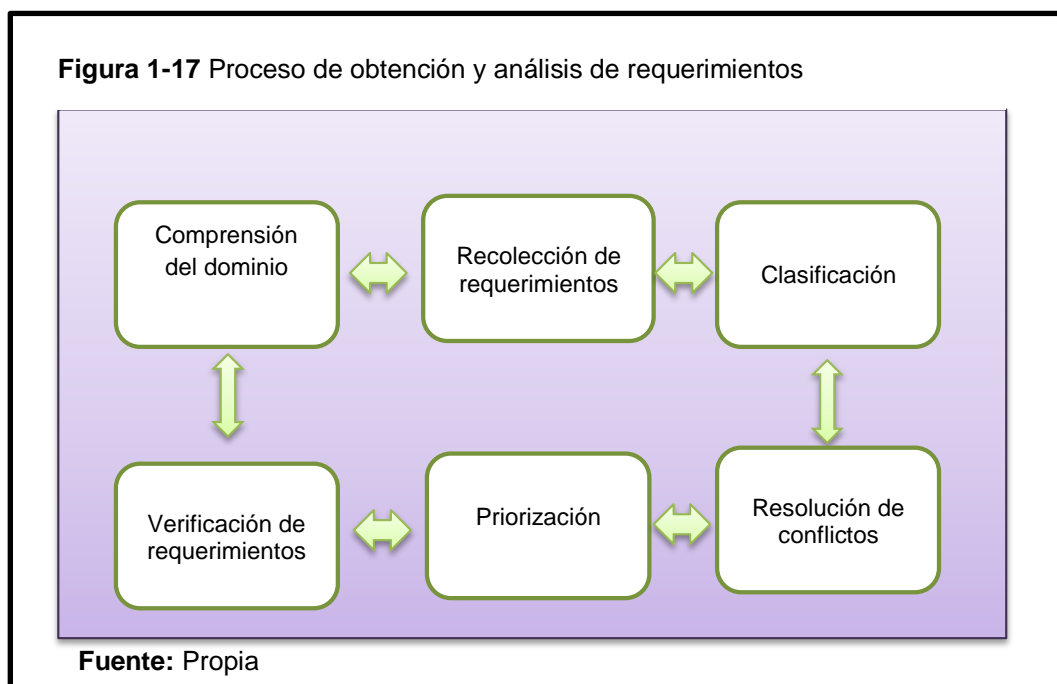 Figura 1-17 Proceso de obtención y análisis de requerimientos
Comprensión
del dominio
Recolección de
requerimientos
Clasificación
Verificación de
requerimientos
Priorización
Resolución de
conflictos
Fuente: Propia